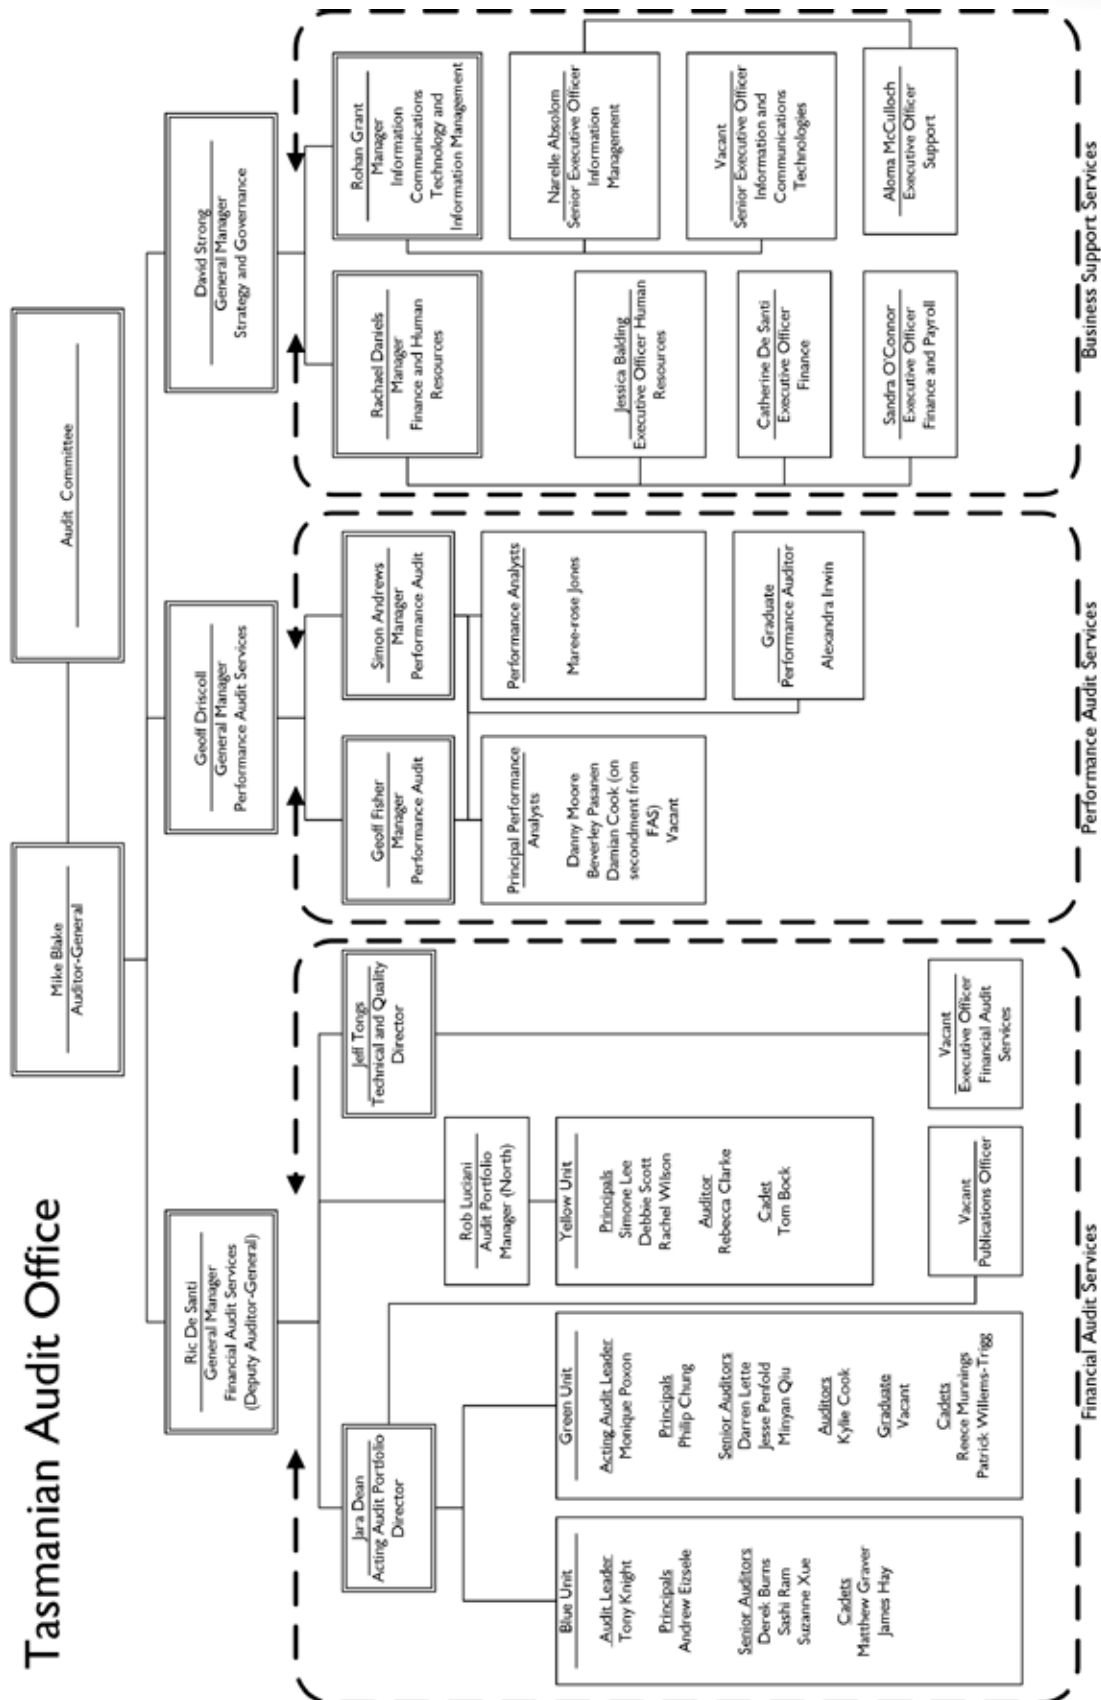 Tasmanian Audit Office
Mike Blake
Auditor-General
Audit Committee
Ric De Santi
General Manager
Financial Audit Services
(Deputy Auditor-General)
Geoff Driscoll
General Manager
Performance Audit Services
David Strong
General Manager
Strategy and Governance
Jara Dean
Acting Audit Portfolio
Director
Rob Luciani
Audit Portfolio
Manager (North)
Jeff Tongs
Technical and Quality
Director
Blue Unit
Audit Leader
Tony Knight
Principals
Andrew Eizsele
Senior Auditors
Derek Burns
Sashi Ram
Suzanne Xue
Cadets
Matthew Graver
James Hay
Green Unit
Acting Audit Leader
Monique Poxon
Principals
Philip Chung
Senior Auditors
Darren Lette
Jesse Penfold
Minyan Qiu
Auditors
Kyllie Cook
Graduate
Vacant
Cadets
Reece Munnings
Patrick Willems-Trigg
Yellow Unit
Principals
Simone Lee
Debbie Scott
Rachel Wilson
Auditor
Rebecca Clarke
Cadet
Tom Bock
Vacant
Publications Officer
Vacant
Executive Officer
Financial Audit
Services
Financial Audit Services
Geoff Fisher
Manager
Performance Audit
Simon Andrews
Manager
Performance Audit
Principal Performance
Analysts
Danny Moore
Beverley Pasanen
Damian Cook (on
secondment from
FAS)
Vacant
Performance Analysts
Maree-rose Jones
Graduate
Performance Auditor
Alexandra Irwin
Performance Audit Services
Rachael Daniels
Manager
Finance and Human
Resources
Rohan Grant
Manager
Information
Communications
Technology and
Information Management
Jessica Balding
Executive Officer Human
Resources
Catherine De Santi
Executive Officer
Finance
Sandra O'Connor
Executive Officer
Finance and Payroll
Narelle Absolom
Senior Executive Officer
Information
Management
Vacant
Senior Executive Officer
Information and
Communications
Technologies
Aloma McCulloch
Executive Officer
Support
Business Support Services